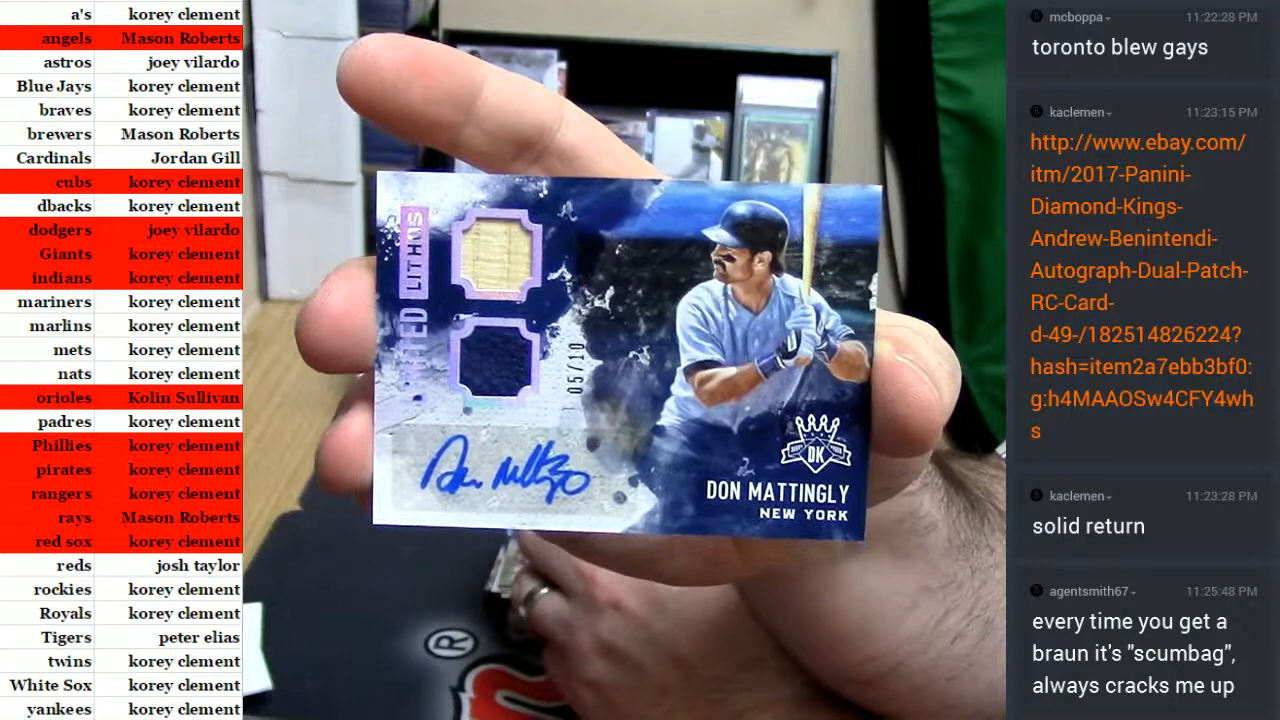 a's korey clement
angels Mason Roberts
astros joey vilardo
Blue Jays korey clement
braves korey clement
brewers Mason Roberts
Cardinals Jordan Gill
cubs korey clement
dbacks korey clement
dodgers joey vilardo
Giants korey clement
indians korey clement
mariners korey clement
marlins korey clement
mets korey clement
nats korey clement
orioles Kolin Sullivan
padres korey clement
Phillies korey clement
pirates korey clement
rangers korey clement
rays Mason Roberts
red sox korey clement
reds josh taylor
rockies korey clement
Royals korey clement
Tigers peter elias
twins korey clement
White Sox korey clement
yankees korey clement
LITHOS
05/10
Don Mattingly
DK
DON MATTINGLY
NEW YORK
®
mcboppa 11:22:28 PM
toronto blew gays
kaclemen 11:23:15 PM
http://www.ebay.com/
itm/2017-Panini-
Diamond-Kings-
Andrew-Benintendi-
Autograph-Dual-Patch-
RC-Card-
d-49-/182514826224?
hash=item2a7ebb3bf0:
g:h4MAAOSw4CFY4wh
s
kaclemen 11:23:28 PM
solid return
agentsmith67 11:25:48 PM
every time you get a
braun it's "scumbag",
always cracks me up